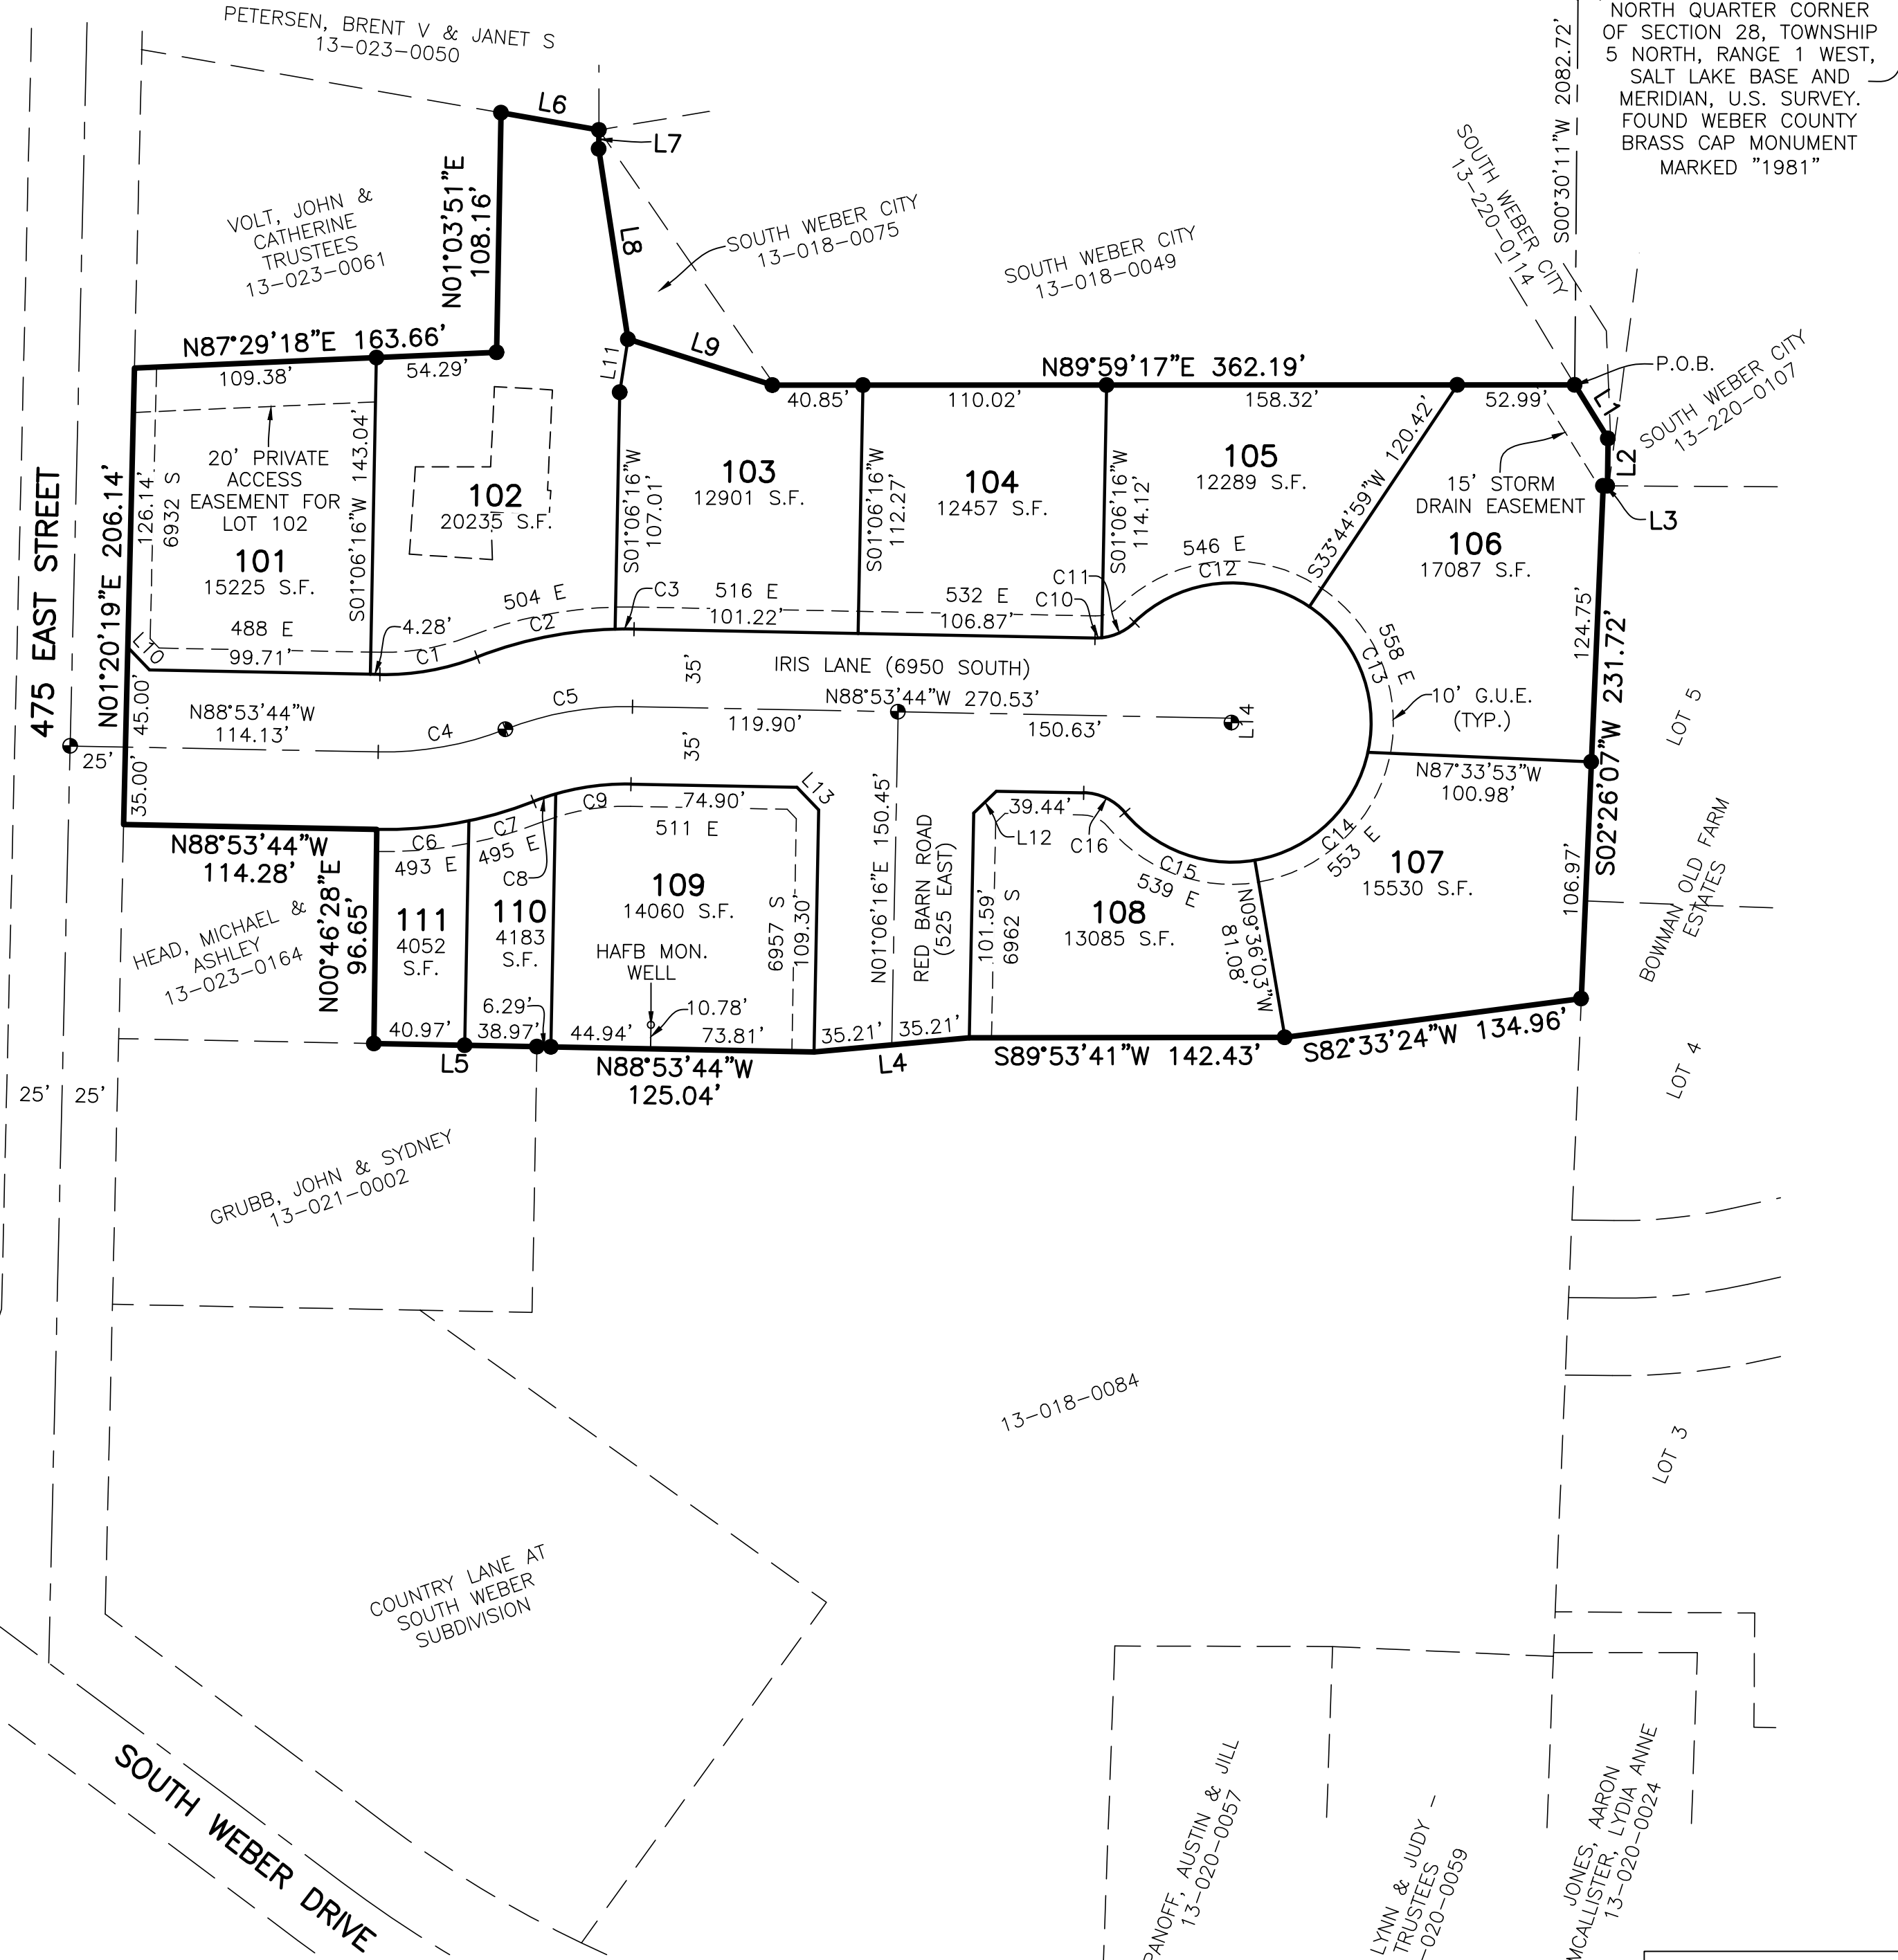 PETERSEN, BRENT V & JANET S
13-023-0050
NORTH QUARTER CORNER
OF SECTION 28, TOWNSHIP
5 NORTH, RANGE 1 WEST,
SALT LAKE BASE AND
MERIDIAN, U.S. SURVEY.
FOUND WEBER COUNTY
BRASS CAP MONUMENT
MARKED "1981"
S00°30'11"W 2082.72'
L6
L7
L8
L9
L11
N01°03'51"E
108.16'
VOLT, JOHN &
CATHERINE
TRUSTEES
13-023-0061
SOUTH WEBER CITY
13-018-0075
SOUTH WEBER CITY
13-018-0049
SOUTH WEBER CITY
13-220-0114
SOUTH WEBER CITY
13-220-0107
P.O.B.
L1
L2
L3
N87°29'18"E 163.66'
109.38'
54.29'
N89°59'17"E 362.19'
40.85'
110.02'
158.32'
52.99'
475 EAST STREET
N01°20'19"E 206.14'
126.14'
6932 S
20' PRIVATE
ACCESS
EASEMENT FOR
LOT 102
101
15225 S.F.
S01°06'16"W 143.04'
488 E
99.71'
L10
4.28'
102
20235 S.F.
504 E
C1
C2
C3
S01°06'16"W
107.01'
103
12901 S.F.
516 E
101.22'
S01°06'16"W
112.27'
104
12457 S.F.
532 E
106.87'
C10
C11
S01°06'16"W
114.12'
105
12289 S.F.
546 E
C12
S33°44'59"W 120.42'
15' STORM
DRAIN EASEMENT
106
17087 S.F.
558 E
C13
124.75'
S02°26'07"W 231.72'
10' G.U.E.
(TYP.)
N87°33'53"W
100.98'
LOT 5
45.00'
35.00'
25'
N88°53'44"W
114.13'
C4
C5
35'
35'
IRIS LANE (6950 SOUTH)
N88°53'44"W 270.53'
119.90'
150.63'
L14
N88°53'44"W
114.28'
HEAD, MICHAEL &
ASHLEY
13-023-0164
N00°46'28"E
96.65'
C6
493 E
C7
495 E
C8
C9
74.90'
511 E
L13
111
4052
S.F.
110
4183
S.F.
109
14060 S.F.
HAFB MON.
WELL
10.78'
6957 S
109.30'
N01°06'16"E 150.45'
RED BARN ROAD
(525 EAST)
101.59'
6962 S
39.44'
L12
C16
C15
539 E
C14
553 E
108
13085 S.F.
N09°36'03"W
81.08'
107
15530 S.F.
106.97'
BOWMAN OLD FARM
ESTATES
40.97'
38.97'
6.29'
44.94'
73.81'
35.21'
35.21'
L5
N88°53'44"W
125.04'
L4
S89°53'41"W 142.43'
S82°33'24"W 134.96'
LOT 4
25'
25'
GRUBB, JOHN & SYDNEY
13-021-0002
13-018-0084
LOT 3
COUNTRY LANE AT
SOUTH WEBER
SUBDIVISION
SOUTH WEBER DRIVE
PANOFF, AUSTIN & JILL
13-020-0057
LYNN & JUDY -
TRUSTEES
-020-0059
JONES, AARON
MCALLISTER, LYDIA ANNE
13-020-0024